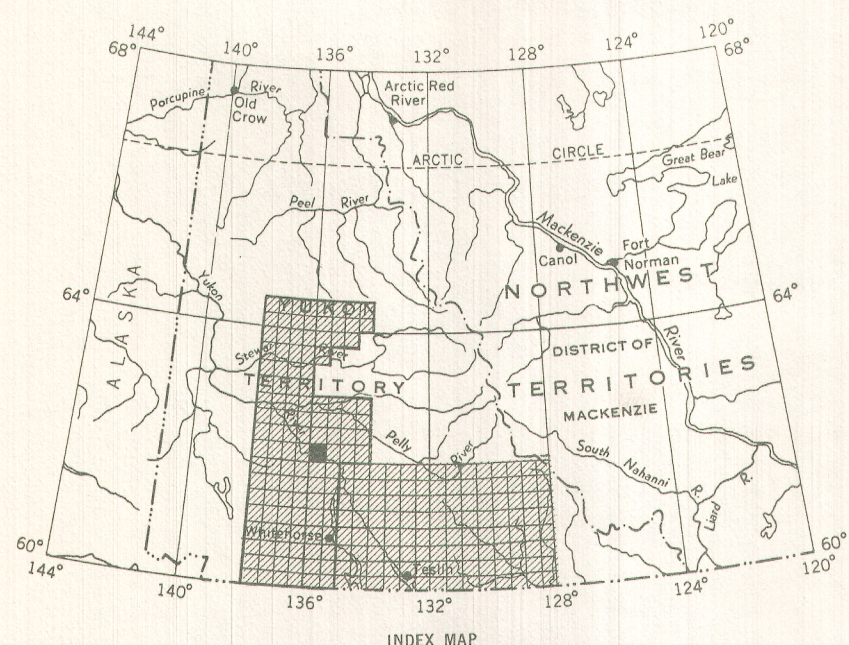 144° 140° 136° 132° 128° 124° 120°
68° 68°
Porcupine River
Old
Crow
Arctic Red
River
ARCTIC CIRCLE
Great Bear
Lake
Peel River
Mackenzie
Canol
Fort
Norman
Yukon
NORTHWEST
64° 64°
ALASKA
YUKON
Stewart River
DISTRICT OF
TERRITORY
TERRITORIES
MACKENZIE
River
Pelly
River
South
Nahanni
R.
Liard
R.
Whitehorse
Teslin
60° 60°
144° 140° 136° 132° 128° 124° 120°
INDEX MAP